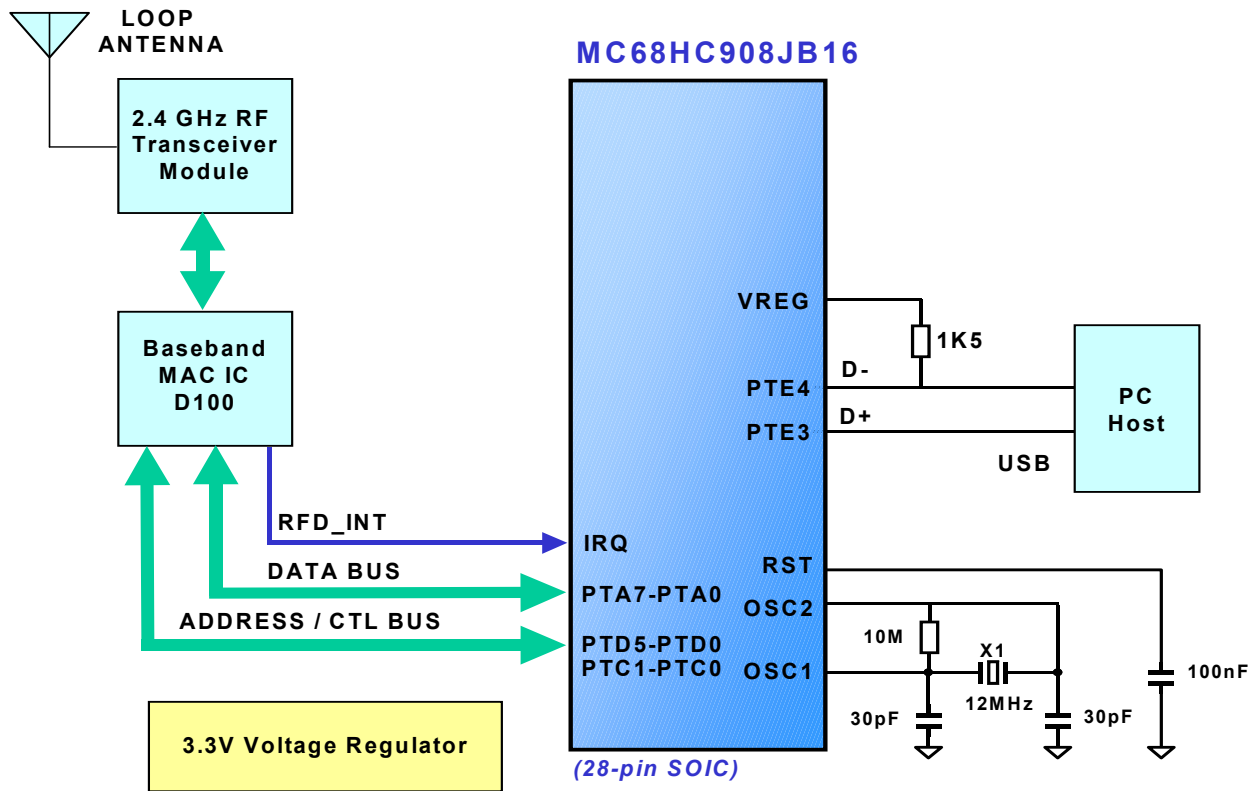 LOOP
ANTENNA
MC68HC908JB16
2.4 GHz RF
Transceiver
Module
Baseband
MAC IC
D100
VREG
1K5
D-
PTE4
D+
PTE3
USB
PC
Host
RFD_INT
IRQ
DATA BUS
PTA7-PTA0
ADDRESS / CTL BUS
PTD5-PTD0
PTC1-PTC0
RST
OSC2
10M
X1
OSC1
12MHz
100nF
30pF
30pF
3.3V Voltage Regulator
(28-pin SOIC)